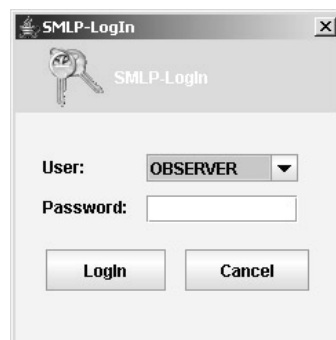 SMLP-LogIn
SMLP-LogIn
User: OBSERVER
Password:
LogIn Cancel